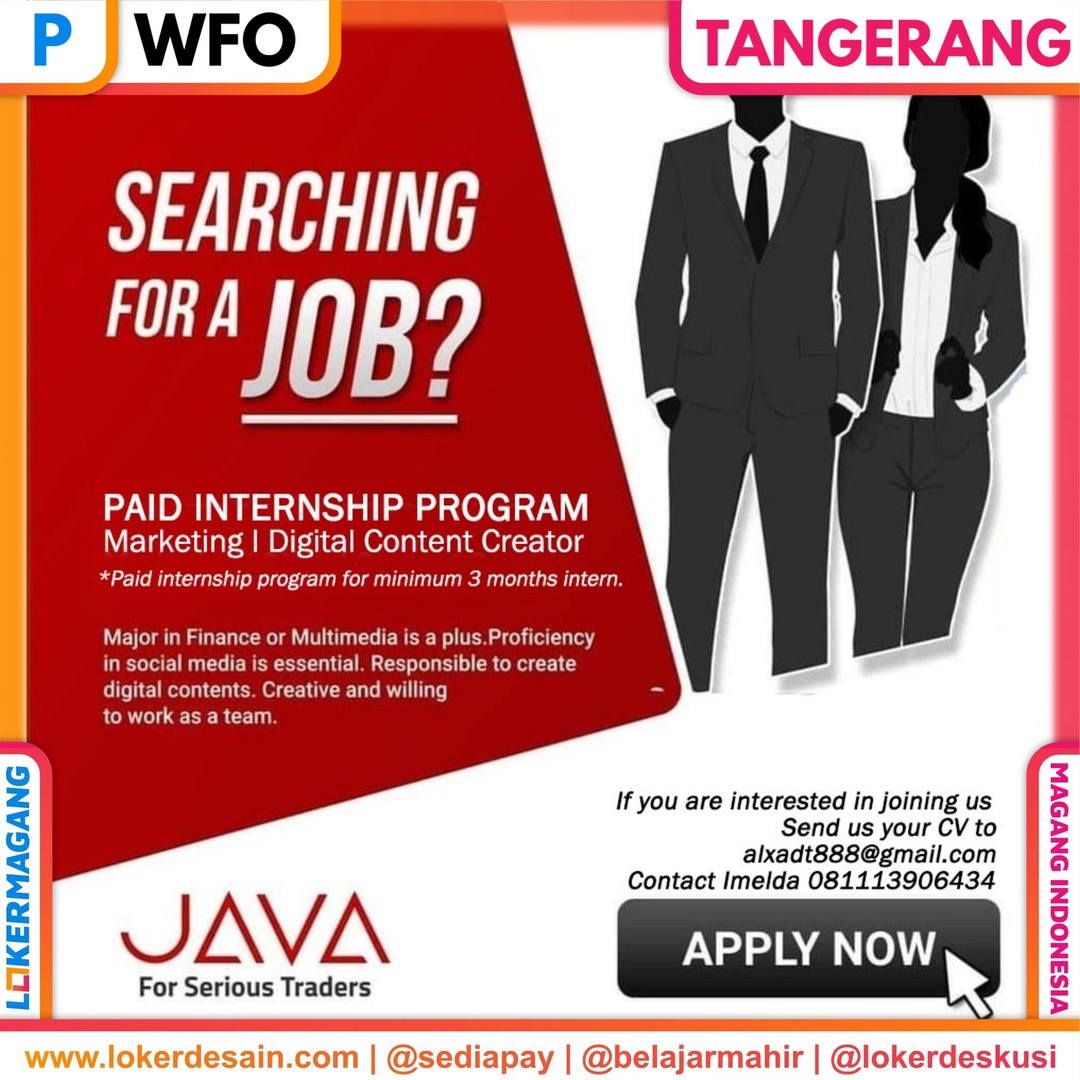 P
WFO
TANGERANG
SEARCHING
FOR A JOB?
PAID INTERNSHIP PROGRAM
Marketing I Digital Content Creator
*Paid internship program for minimum 3 months intern.
Major in Finance or Multimedia is a plus.Proficiency
in social media is essential. Responsible to create
digital contents. Creative and willing
to work as a team.
LOKERMAGANG
MAGANG INDONESIA
If you are interested in joining us
Send us your CV to
alxadt888@gmail.com
Contact Imelda 081113906434
APPLY NOW
JAVA
For Serious Traders
www.lokerdesain.com | @sediapay | @belajarmahir | @lokerdeskusi